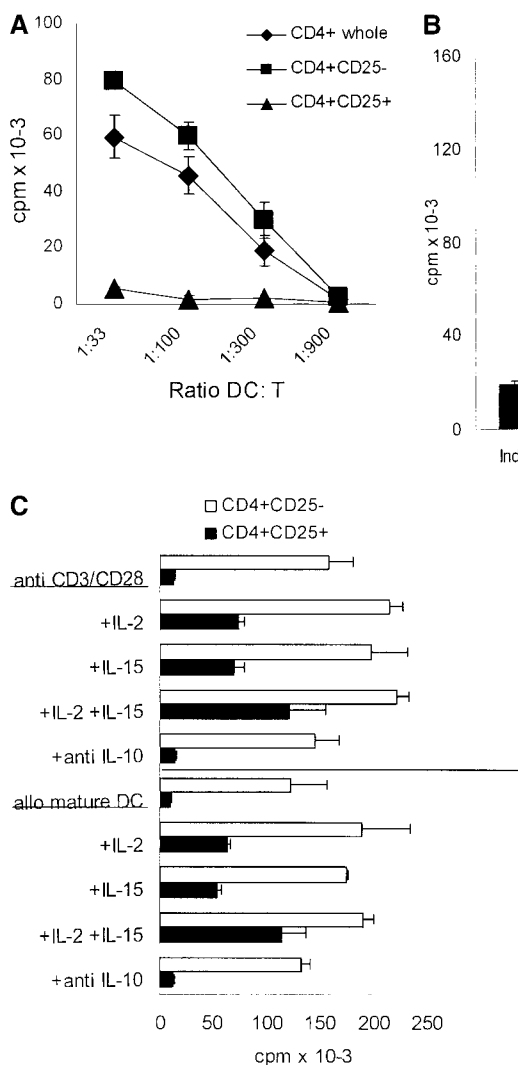 A
100
80
60
40
20
0
cpm x 10-3
CD4+ whole
CD4+CD25-
CD4+CD25+
1:33
1:100
1:300
1:900
Ratio DC: T
B
160
120
80
40
0
cpm x 10-3
C
CD4+CD25-
CD4+CD25+
anti CD3/CD28
+IL-2
+IL-15
+IL-2 +IL-15
+anti IL-10
allo mature DC
+IL-2
+IL-15
+IL-2 +IL-15
+anti IL-10
0 50 100 150 200 250
cpm x 10-3